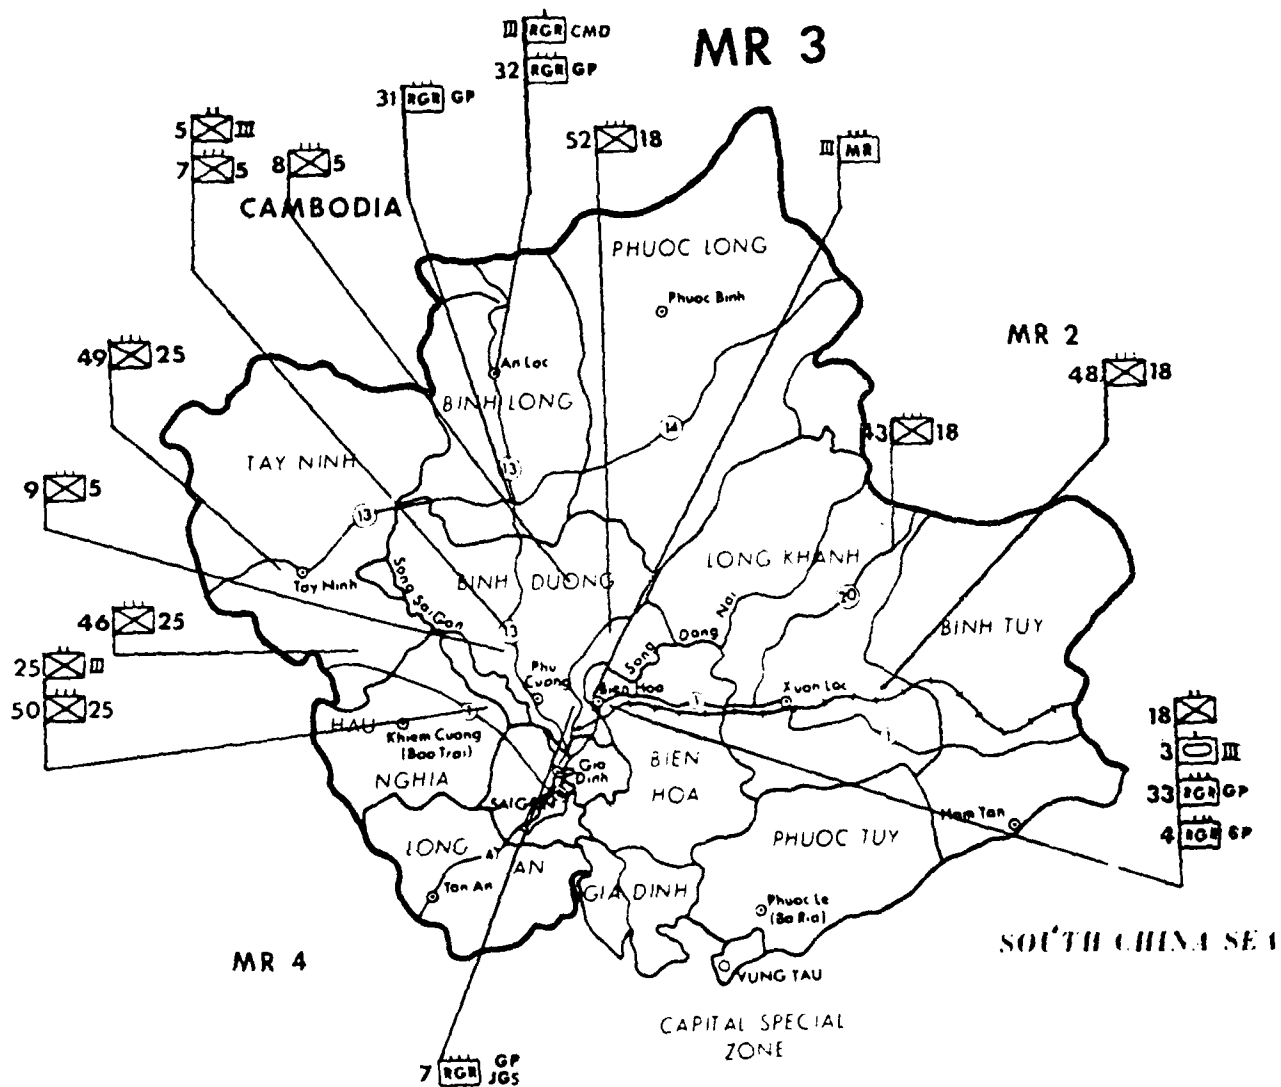 III RGR CMD
MR 3
32 RGR GP
31 RGR GP
5 III
52 18
III MR
7 5
8 5
CAMBODIA
PHUOC LONG
Phuoc Binh
MR 2
49 25
An Loc
48 18
BINH LONG
14
43 18
TAY NINH
13
9 5
13
Tay Ninh
Song SaiGon
BINH DUONG
LONG KHANH
20
46 25
13
Song Dong Nai
BINH TUY
25 III
Phu Cuong
Bien Hoa
1
Xuan Loc
50 25
HAU NGHIA
1
Khiem Cuong
(Bao Trai)
1
18
3 III
Gia Dinh
BIEN HOA
33 RGR GP
SAIGON
Ham Tan
4 RGR GP
LONG AN
4
PHUOC TUY
Tan An
GIA DINH
Phuoc Le
(Ba Ria)
SOUTH CHINA SEA
MR 4
VUNG TAU
CAPITAL SPECIAL
ZONE
7 RGR GP
JGS